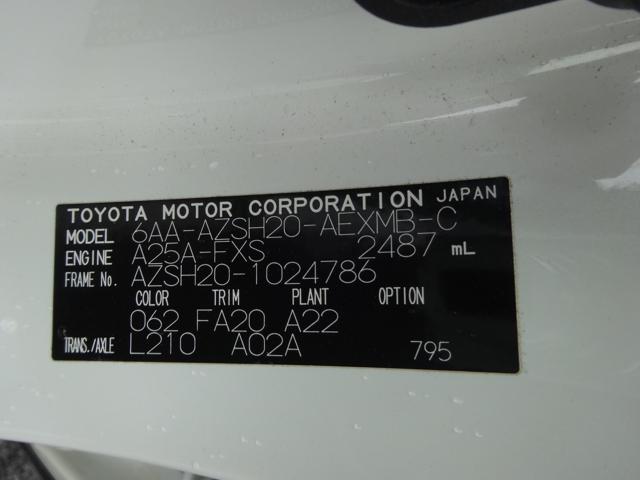 TOYOTA MOTOR CORPORATION JAPAN
MODEL 6AA-AZSH20-AEXMB-C
ENGINE A25A-FXS 2487 mL
FRAME No. AZSH20-1024786
COLOR TRIM PLANT OPTION
062 FA20 A22
TRANS./AXLE L210 A02A 795